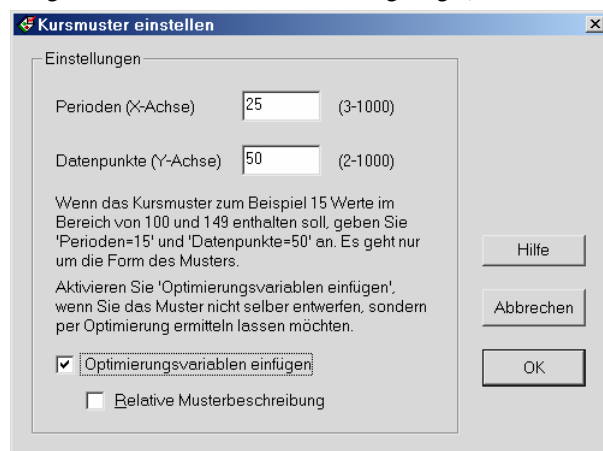 Kursmuster einstellen
Einstellungen
Perioden (X-Achse) 25 (3-1000)
Datenpunkte (Y-Achse) 50 (2-1000)
Wenn das Kursmuster zum Beispiel 15 Werte im
Bereich von 100 und 149 enthalten soll, geben Sie
'Perioden=15' und 'Datenpunkte=50' an. Es geht nur
um die Form des Musters.
Aktivieren Sie 'Optimierungsvariablen einfügen',
wenn Sie das Muster nicht selber entwerfen, sondern
per Optimierung ermitteln lassen möchten.
Optimierungsvariablen einfügen
Relative Musterbeschreibung
Hilfe
Abbrechen
OK